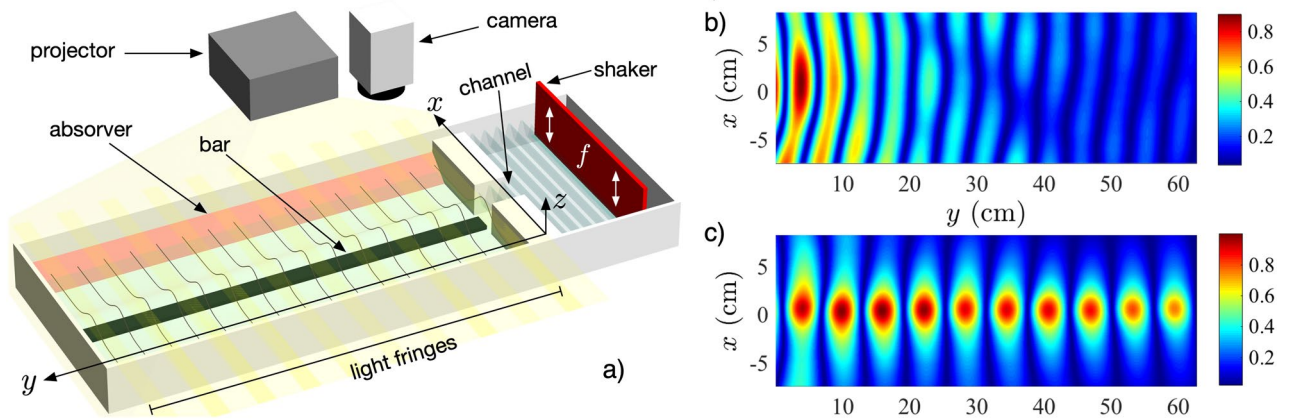 projector
camera
shaker
channel
x
absorver
bar
f
z
y
light fringes
a)
b)
x (cm)
5
0
-5
10
20
30
40
50
60
y (cm)
0.8
0.6
0.4
0.2
c)
x (cm)
5
0
-5
10
20
30
40
50
60
0.8
0.6
0.4
0.2